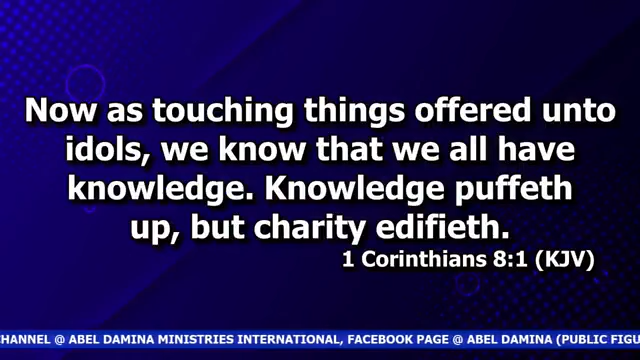 Now as touching things offered unto
idols, we know that we all have
knowledge. Knowledge puffeth
up, but charity edifieth.
1 Corinthians 8:1 (KJV)
CHANNEL @ ABEL DAMINA MINISTRIES INTERNATIONAL, FACEBOOK PAGE @ ABEL DAMINA (PUBLIC FIGU